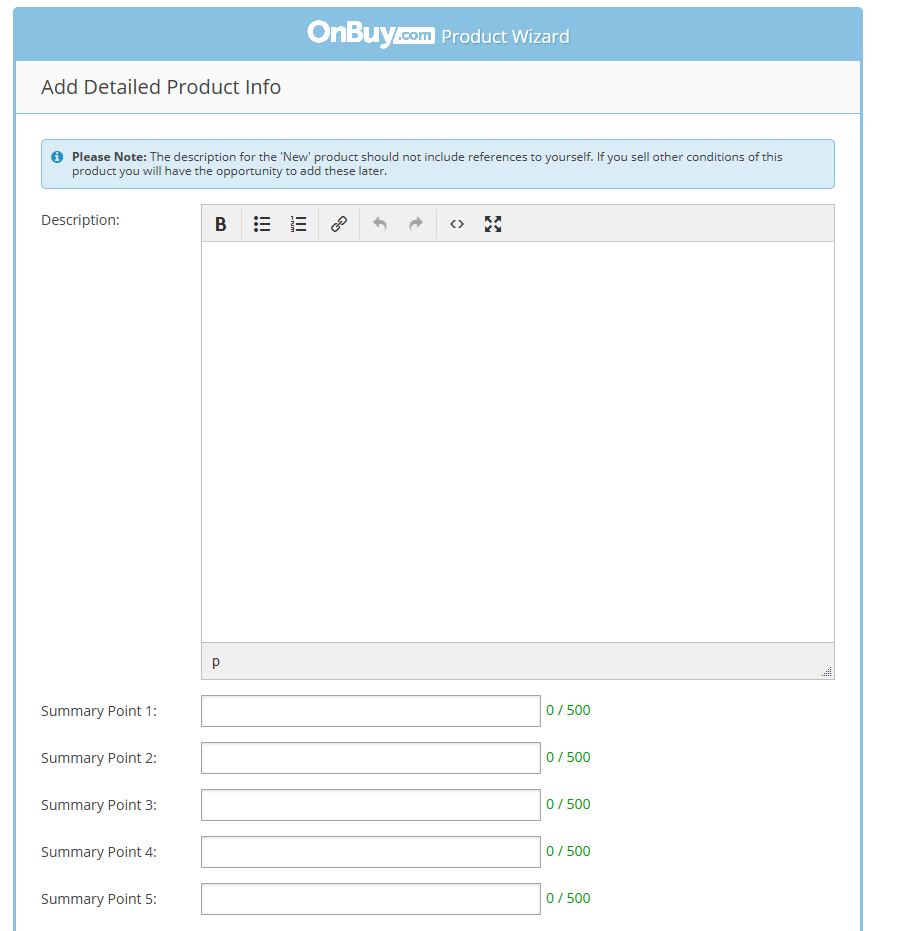 OnBuy.com Product Wizard
Add Detailed Product Info
Please Note: The description for the 'New' product should not include references to yourself. If you sell other conditions of this
product you will have the opportunity to add these later.
Description:
B
p
Summary Point 1: 0 / 500
Summary Point 2: 0 / 500
Summary Point 3: 0 / 500
Summary Point 4: 0 / 500
Summary Point 5: 0 / 500